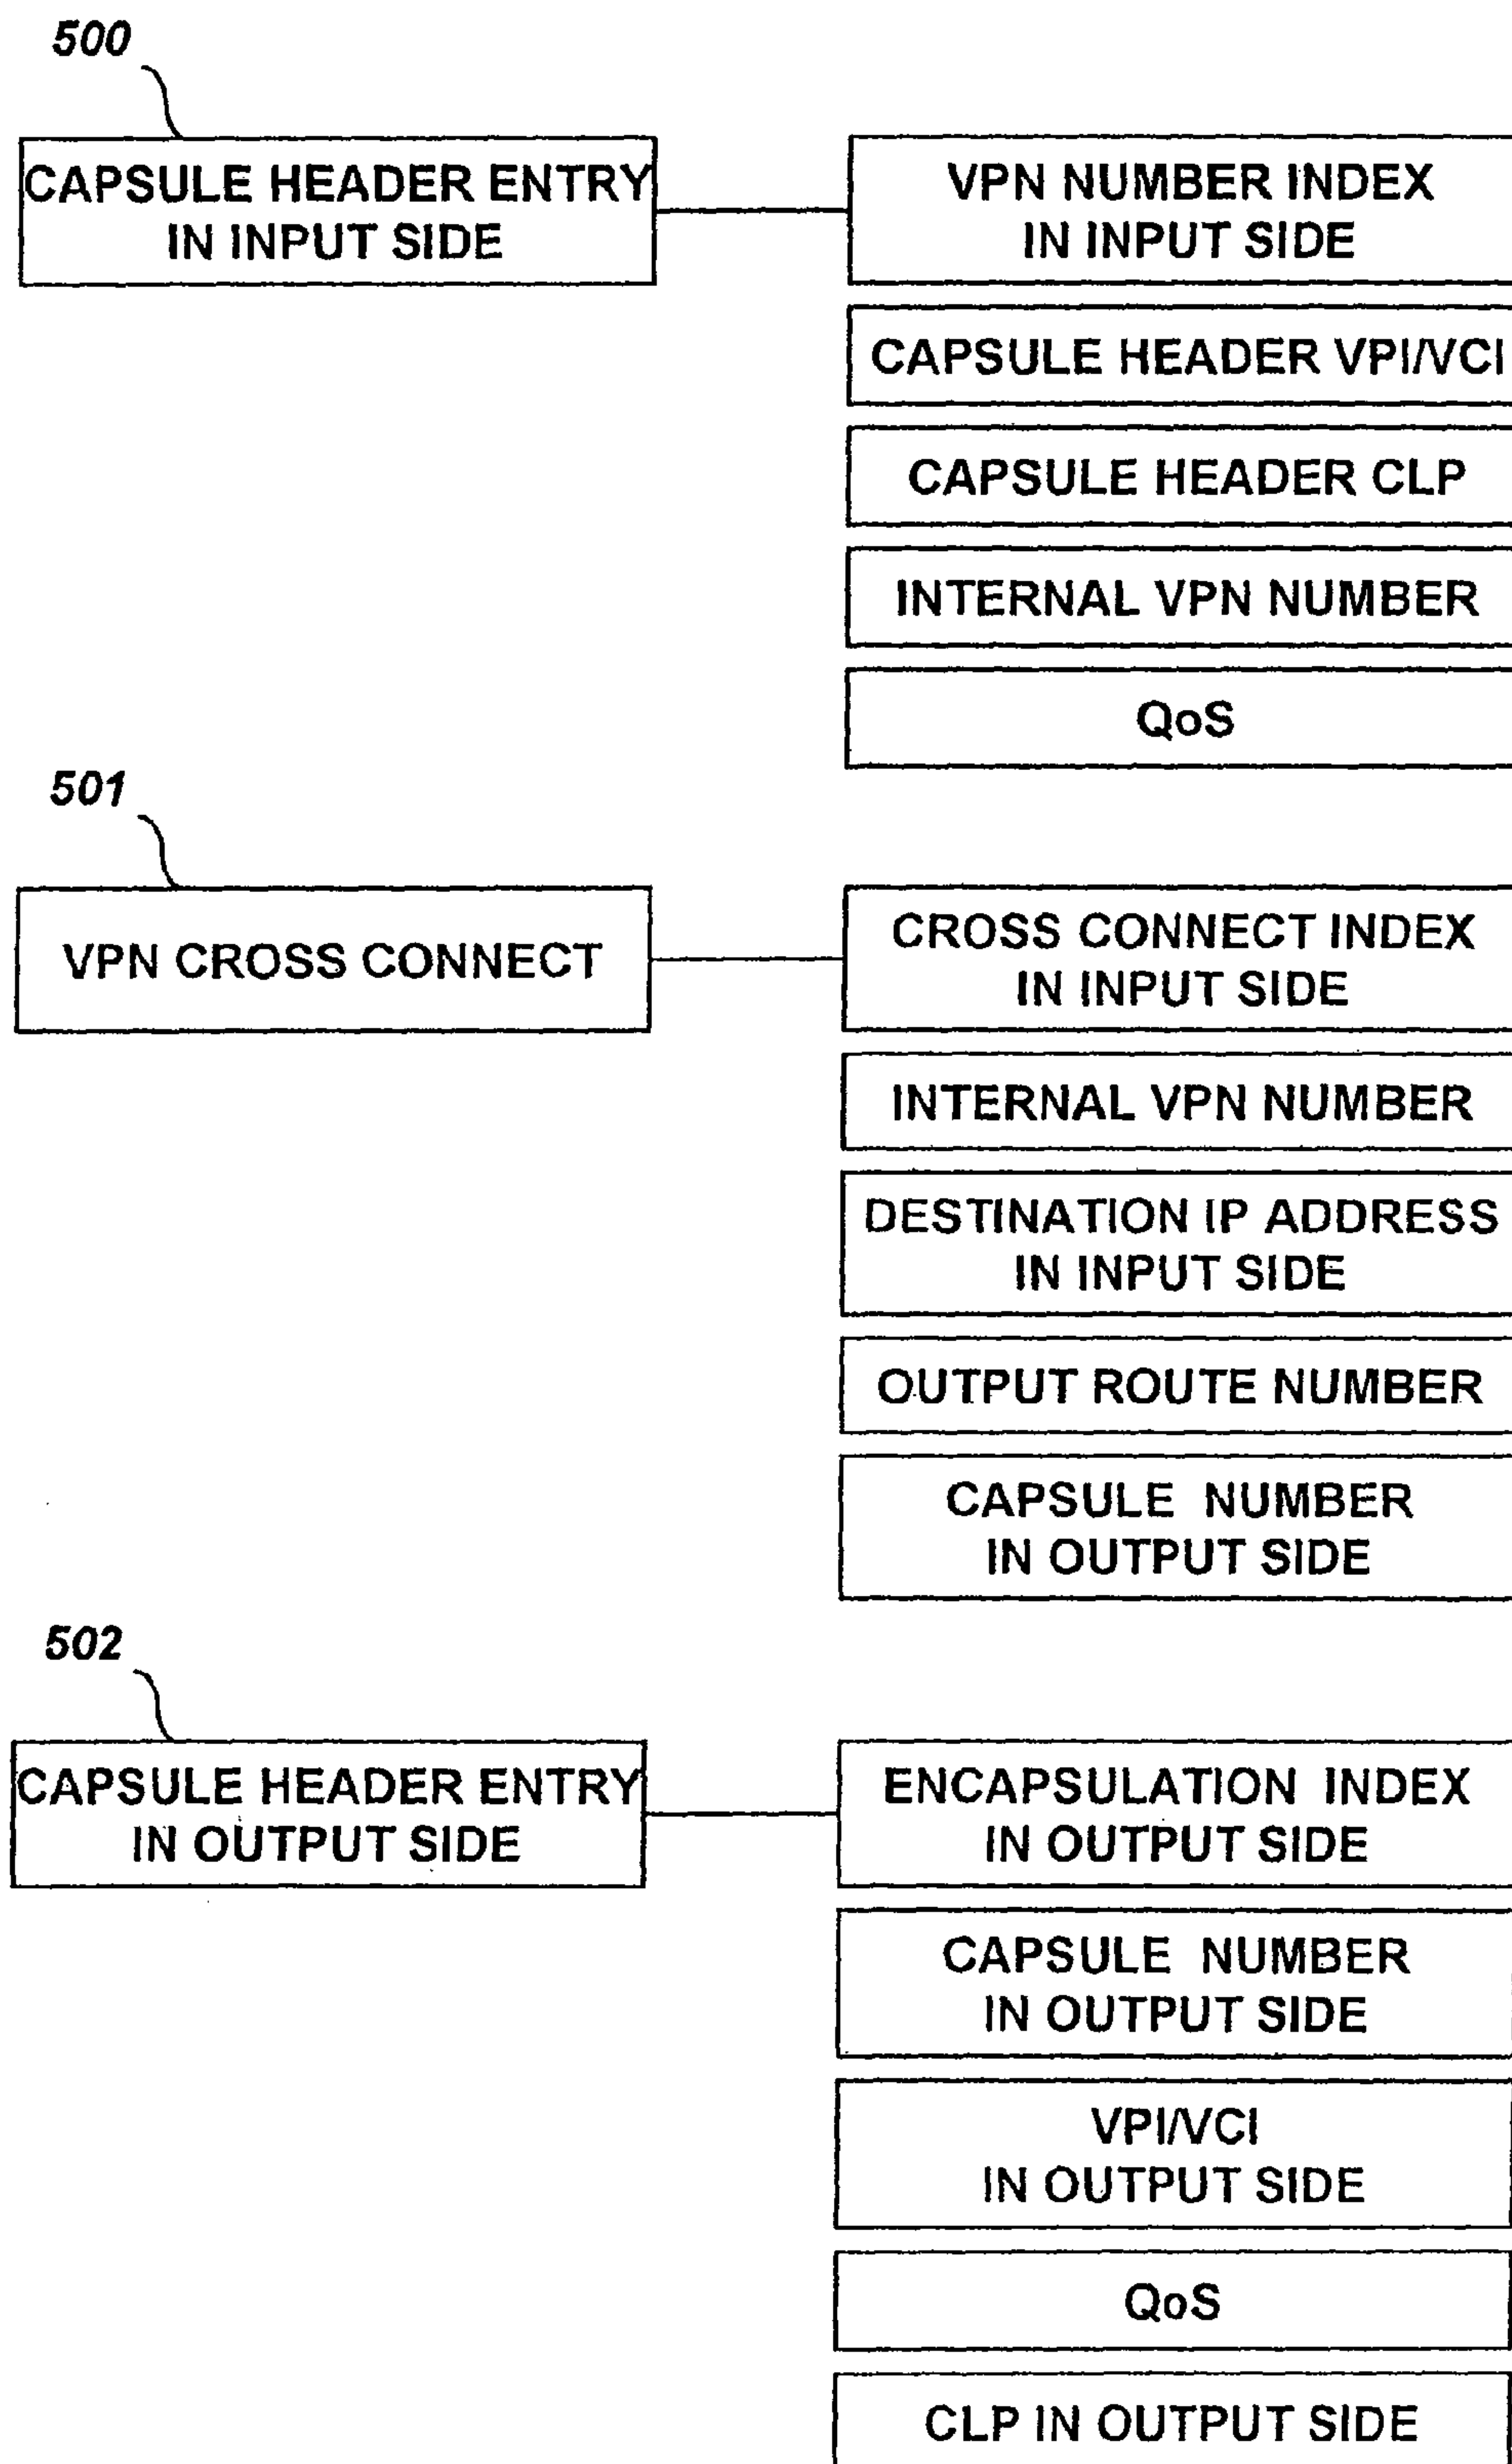 500
CAPSULE HEADER ENTRY
IN INPUT SIDE
VPN NUMBER INDEX
IN INPUT SIDE
CAPSULE HEADER VPI/VCI
CAPSULE HEADER CLP
INTERNAL VPN NUMBER
QoS
501
VPN CROSS CONNECT
CROSS CONNECT INDEX
IN INPUT SIDE
INTERNAL VPN NUMBER
DESTINATION IP ADDRESS
IN INPUT SIDE
OUTPUT ROUTE NUMBER
CAPSULE NUMBER
IN OUTPUT SIDE
502
CAPSULE HEADER ENTRY
IN OUTPUT SIDE
ENCAPSULATION INDEX
IN OUTPUT SIDE
CAPSULE NUMBER
IN OUTPUT SIDE
VPI/VCI
IN OUTPUT SIDE
QoS
CLP IN OUTPUT SIDE